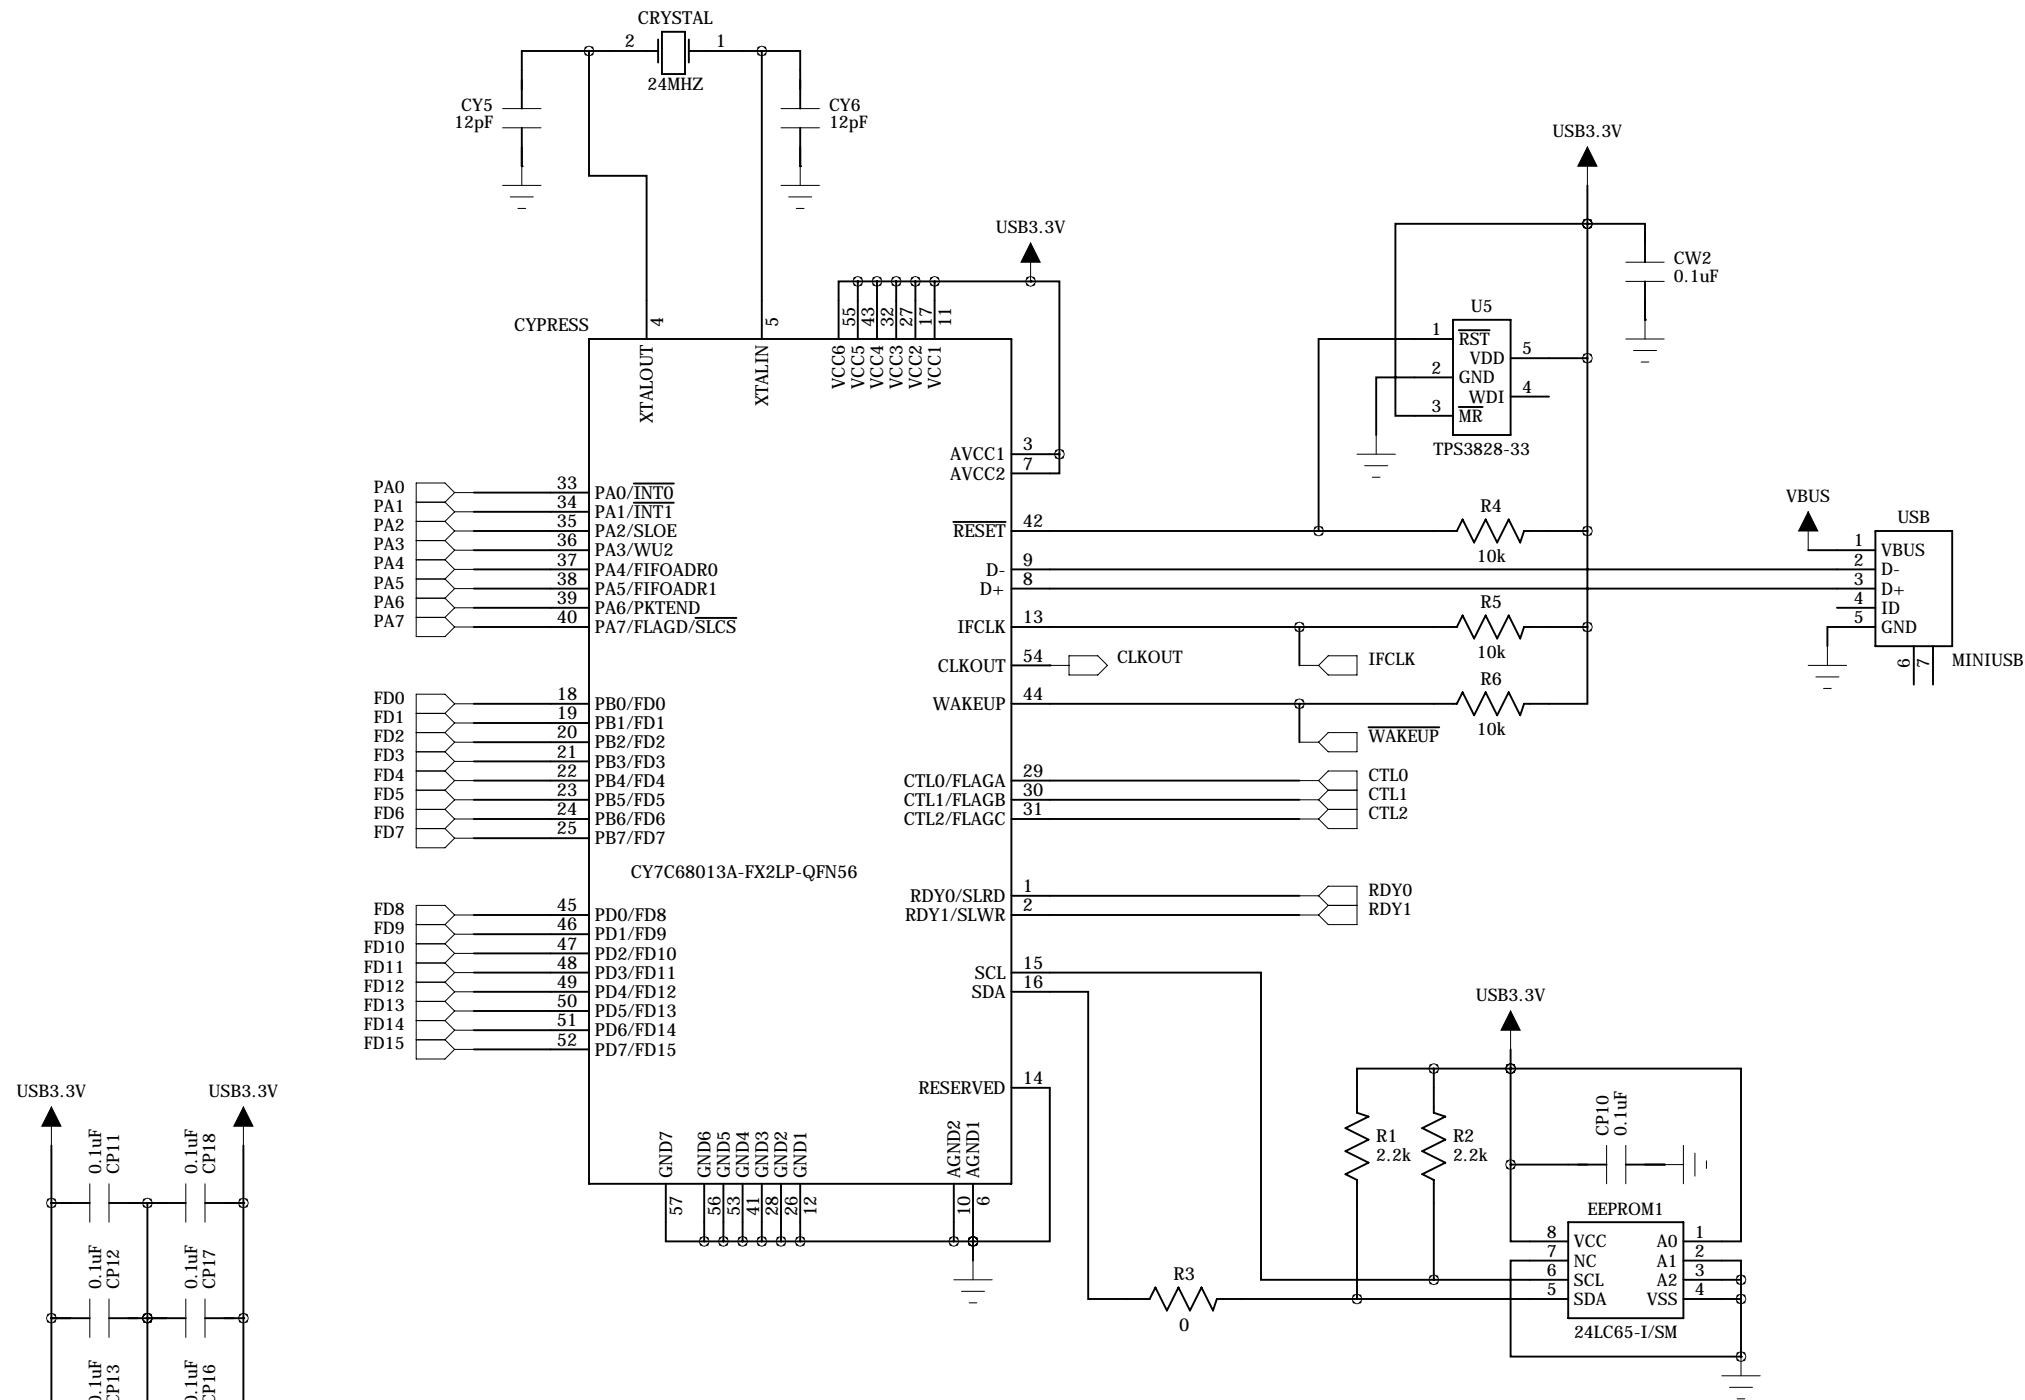 CRYSTAL
2 1
24MHZ
CY5
12pF
CY6
12pF
USB3.3V
CW2
0.1uF
USB3.3V
CYPRESS
4
5
55
43
32
27
17
11
XTALOUT
XTALIN
VCC6
VCC5
VCC4
VCC3
VCC2
VCC1
U5
1 RST
VDD 5
2 GND
WDI 4
3 MR
TPS3828-33
AVCC1 3
AVCC2 7
PA0 33 PA0/INT0
PA1 34 PA1/INT1
PA2 35 PA2/SLOE
PA3 36 PA3/WU2
PA4 37 PA4/FIFOADR0
PA5 38 PA5/FIFOADR1
PA6 39 PA6/PKTEND
PA7 40 PA7/FLAGD/SLCS
RESET 42
R4
10k
D- 9
D+ 8
IFCLK 13
R5
10k
IFCLK
CLKOUT 54 CLKOUT
WAKEUP 44
R6
10k
WAKEUP
VBUS
USB
1 VBUS
2 D-
3 D+
4 ID
5 GND
6
7
MINIUSB
FD0 18 PB0/FD0
FD1 19 PB1/FD1
FD2 20 PB2/FD2
FD3 21 PB3/FD3
FD4 22 PB4/FD4
FD5 23 PB5/FD5
FD6 24 PB6/FD6
FD7 25 PB7/FD7
CTL0/FLAGA 29 CTL0
CTL1/FLAGB 30 CTL1
CTL2/FLAGC 31 CTL2
CY7C68013A-FX2LP-QFN56
RDY0/SLRD 1 RDY0
RDY1/SLWR 2 RDY1
FD8 45 PD0/FD8
FD9 46 PD1/FD9
FD10 47 PD2/FD10
FD11 48 PD3/FD11
FD12 49 PD4/FD12
FD13 50 PD5/FD13
FD14 51 PD6/FD14
FD15 52 PD7/FD15
SCL 15
SDA 16
RESERVED 14
GND7
GND6
GND5
GND4
GND3
GND2
GND1
AGND2
AGND1
57
56
53
41
28
26
12
10
6
USB3.3V
R1
2.2k
R2
2.2k
CP10
0.1uF
EEPROM1
8 VCC A0 1
7 NC A1 2
6 SCL A2 3
5 SDA VSS 4
24LC65-I/SM
R3
0
USB3.3V USB3.3V
0.1uF
CP11
0.1uF
CP18
0.1uF
CP12
0.1uF
CP17
.1uF
P13
.1uF
P16